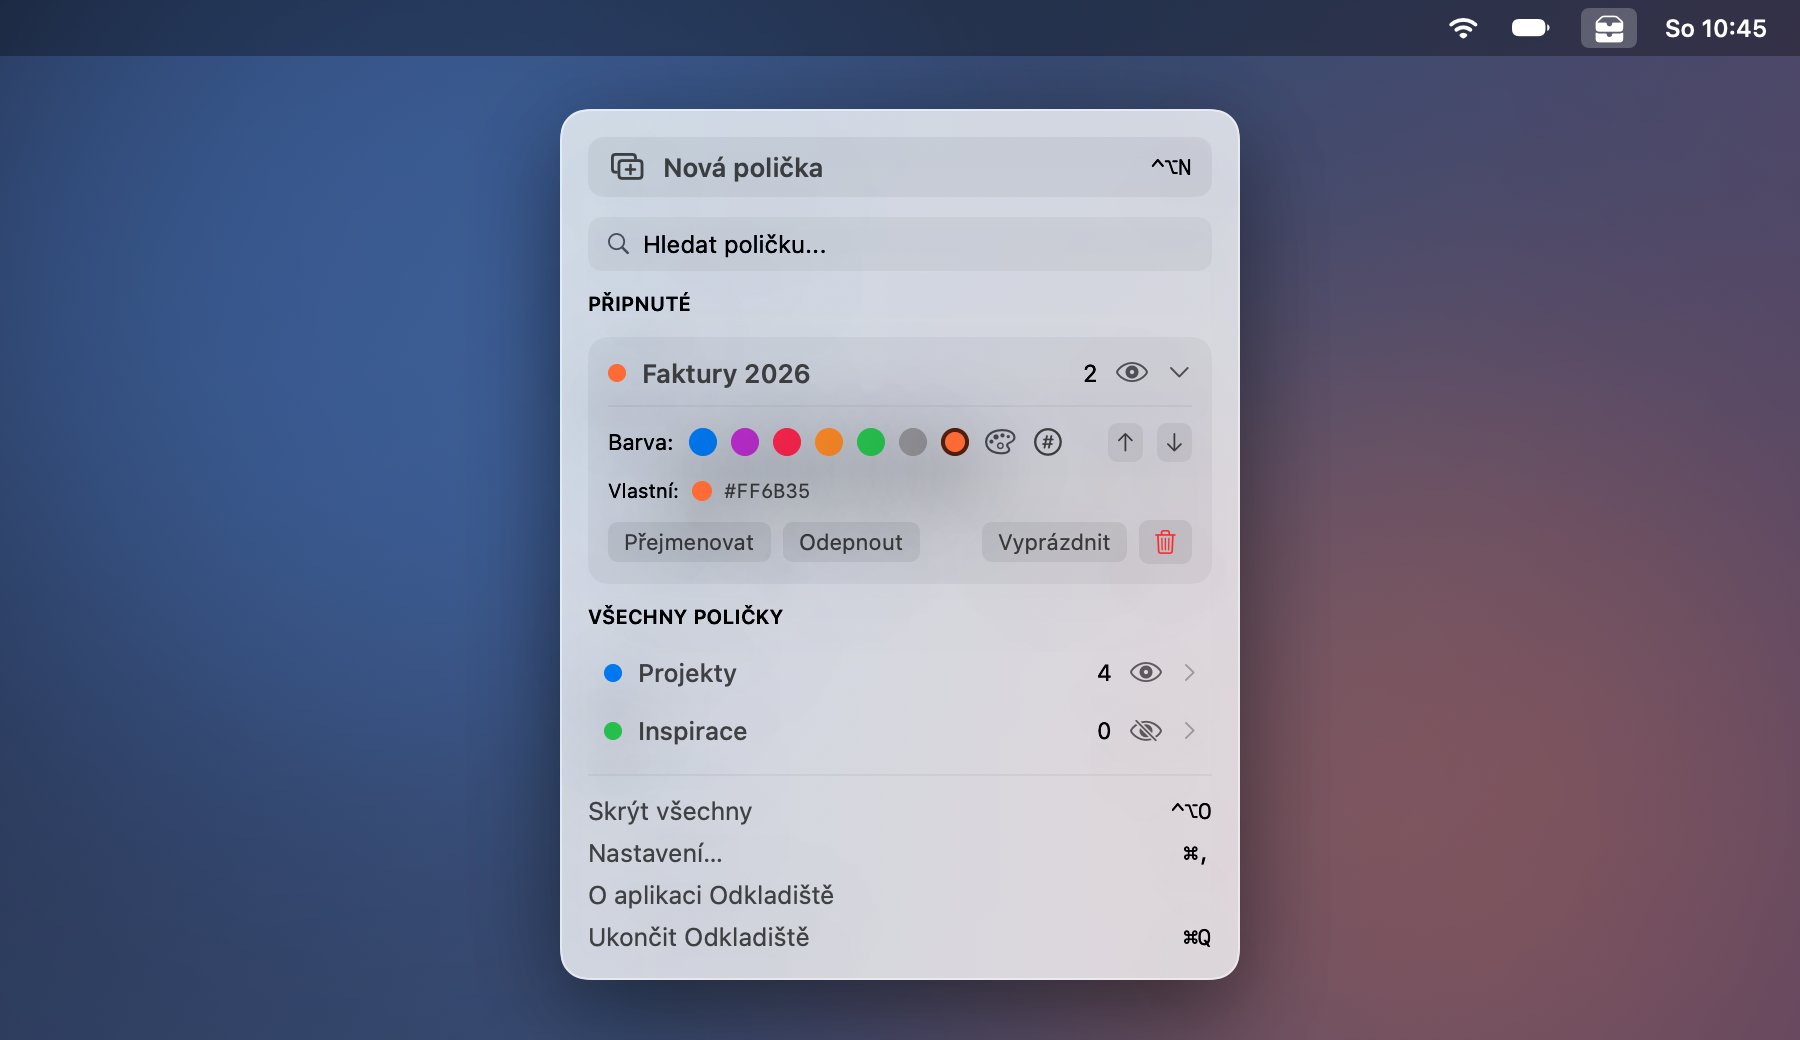 So 10:45
Nová polička ^⌥N
Hledat poličku...
PŘIPNUTÉ
Faktury 2026 2
Barva: #
Vlastní: #FF6B35
Přejmenovat Odepnout Vyprázdnit
VŠECHNY POLIČKY
Projekty 4
Inspirace 0
Skrýt všechny ^⌥O
Nastavení... ⌘,
O aplikaci Odkladiště
Ukončit Odkladiště ⌘Q